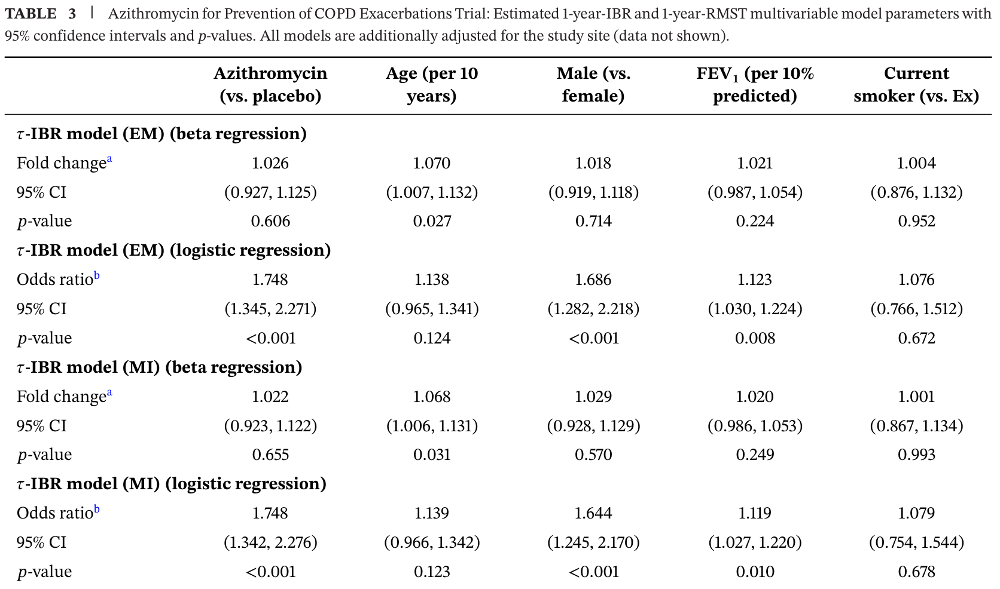 TABLE 3 | Azithromycin for Prevention of COPD Exacerbations Trial: Estimated 1-year-IBR and 1-year-RMST multivariable model parameters with
95% confidence intervals and p-values. All models are additionally adjusted for the study site (data not shown).
Azithromycin (vs. placebo) Age (per 10 years) Male (vs. female) FEV₁ (per 10% predicted) Current smoker (vs. Ex)
τ-IBR model (EM) (beta regression)
Fold changeᵃ 1.026 1.070 1.018 1.021 1.004
95% CI (0.927, 1.125) (1.007, 1.132) (0.919, 1.118) (0.987, 1.054) (0.876, 1.132)
p-value 0.606 0.027 0.714 0.224 0.952
τ-IBR model (EM) (logistic regression)
Odds ratioᵇ 1.748 1.138 1.686 1.123 1.076
95% CI (1.345, 2.271) (0.965, 1.341) (1.282, 2.218) (1.030, 1.224) (0.766, 1.512)
p-value <0.001 0.124 <0.001 0.008 0.672
τ-IBR model (MI) (beta regression)
Fold changeᵃ 1.022 1.068 1.029 1.020 1.001
95% CI (0.923, 1.122) (1.006, 1.131) (0.928, 1.129) (0.986, 1.053) (0.867, 1.134)
p-value 0.655 0.031 0.570 0.249 0.993
τ-IBR model (MI) (logistic regression)
Odds ratioᵇ 1.748 1.139 1.644 1.119 1.079
95% CI (1.342, 2.276) (0.966, 1.342) (1.245, 2.170) (1.027, 1.220) (0.754, 1.544)
p-value <0.001 0.123 <0.001 0.010 0.678